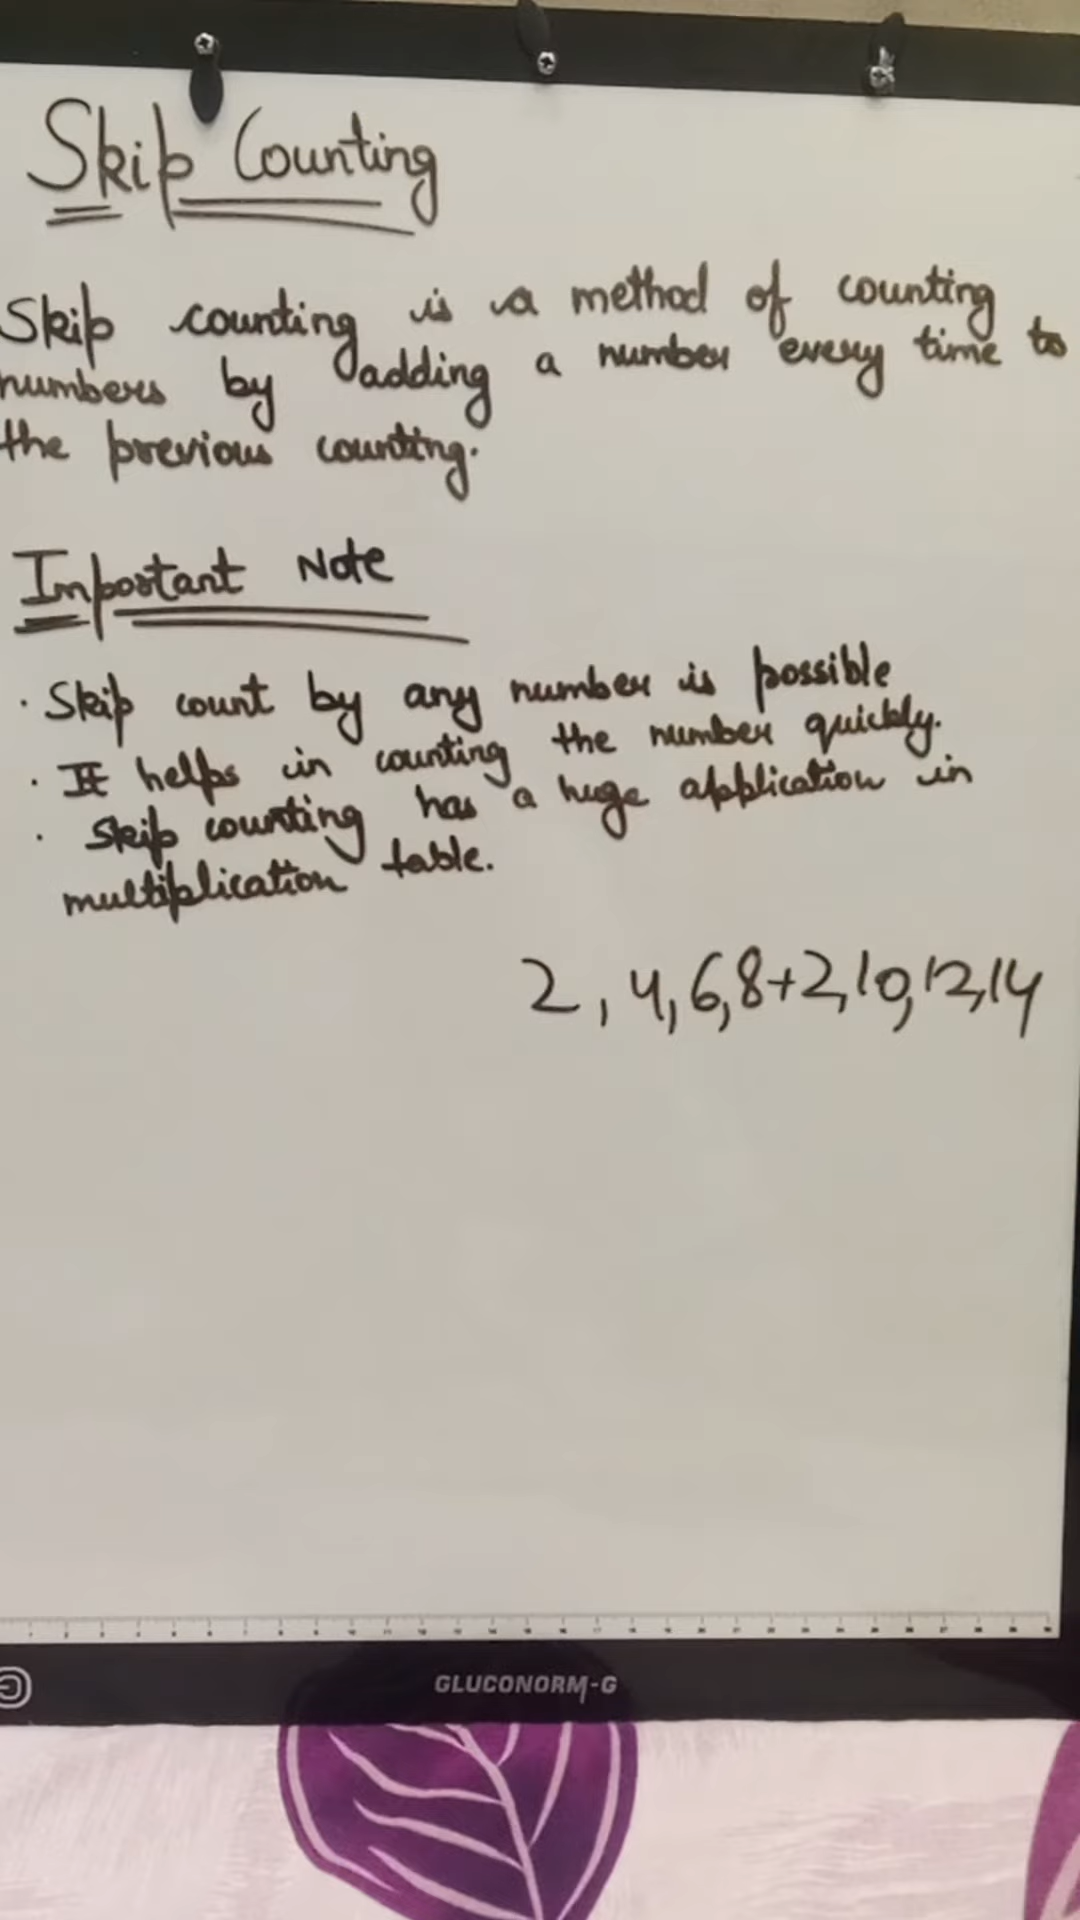 Skip Counting
Skip counting is a method of counting
numbers by adding a number every time to
the previous counting.
Important Note
· Skip count by any number is possible
· It helps in counting the number quickly.
· Skip counting has a huge application in
multiplication table.
2, 4, 6, 8+2, 10, 12, 14
GLUCONORM-G